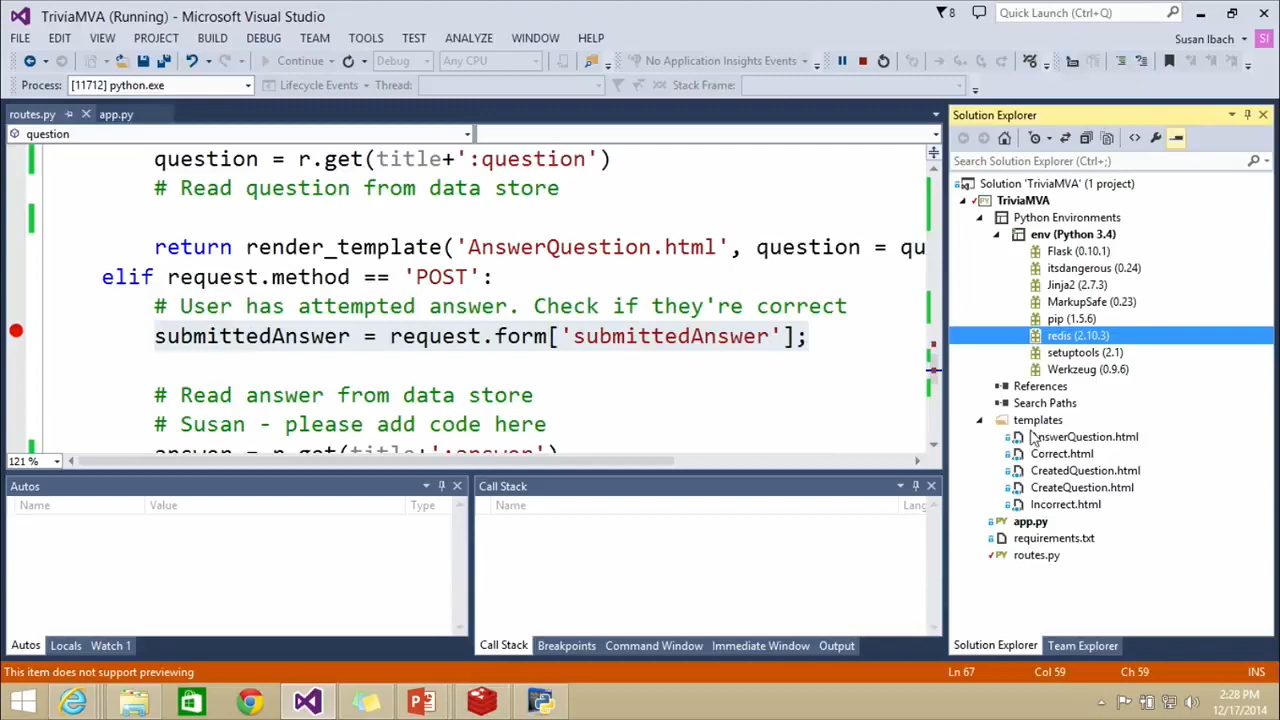 TriviaMVA (Running) - Microsoft Visual Studio
8
Quick Launch (Ctrl+Q)
FILE EDIT VIEW PROJECT BUILD DEBUG TEAM TOOLS TEST ANALYZE WINDOW HELP
Susan Ibach SI
Continue Debug Any CPU No Application Insights Events
Process: [11712] python.exe Lifecycle Events Thread: Stack Frame:
routes.py app.py
question
question = r.get(title+':question')
# Read question from data store
return render_template('AnswerQuestion.html', question = qu
elif request.method == 'POST':
# User has attempted answer. Check if they're correct
submittedAnswer = request.form['submittedAnswer'];
# Read answer from data store
# Susan - please add code here
answer = r.get(title+':answer')
121 %
Autos
Name Value Type
Call Stack
Name Lang
Autos Locals Watch 1
Call Stack Breakpoints Command Window Immediate Window Output
Solution Explorer
Search Solution Explorer (Ctrl+;)
Solution 'TriviaMVA' (1 project)
PY TriviaMVA
Python Environments
env (Python 3.4)
Flask (0.10.1)
itsdangerous (0.24)
Jinja2 (2.7.3)
MarkupSafe (0.23)
pip (1.5.6)
redis (2.10.3)
setuptools (2.1)
Werkzeug (0.9.6)
References
Search Paths
templates
AnswerQuestion.html
Correct.html
CreatedQuestion.html
CreateQuestion.html
Incorrect.html
PY app.py
requirements.txt
PY routes.py
Solution Explorer Team Explorer
This item does not support previewing
Ln 67 Col 59 Ch 59 INS
2:28 PM
12/17/2014